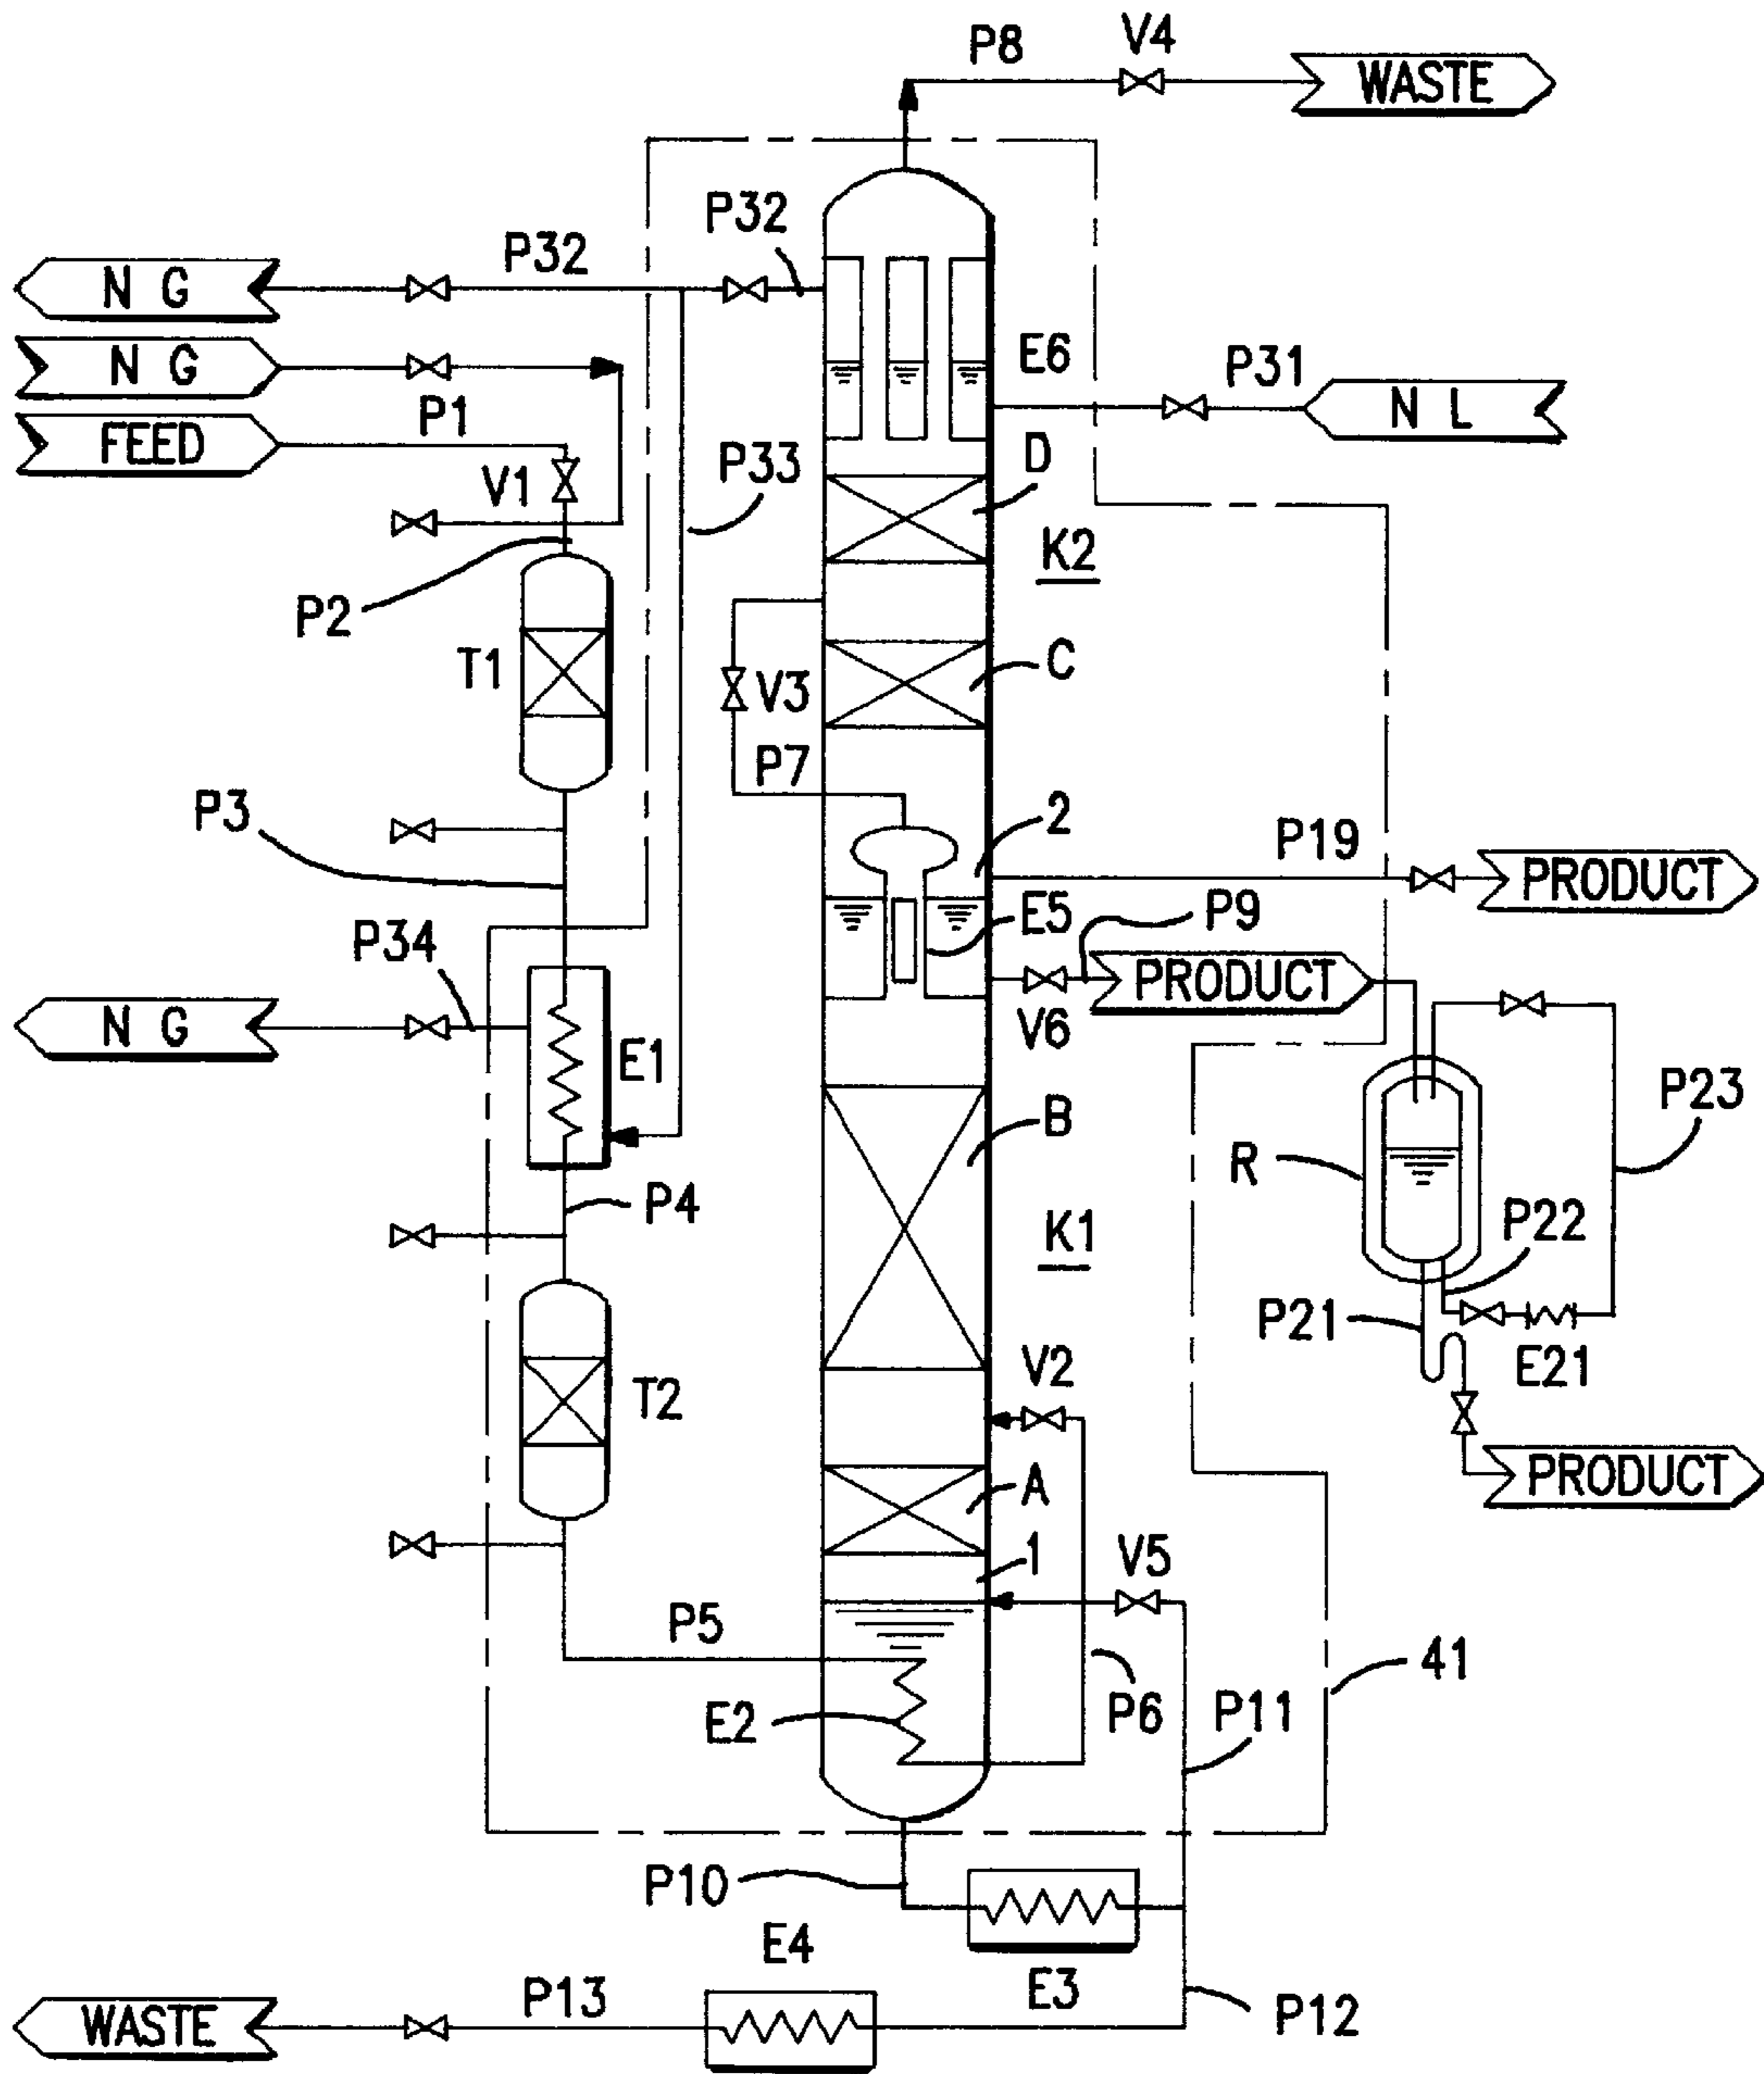 P8
V4
WASTE
P32
P32
N G
N G
P1
FEED
E6
P31
N L
V1
P33
D
K2
P2
T1
C
V3
P7
P3
2
P19
PRODUCT
P34
E5
P9
PRODUCT
V6
N G
E1
B
P23
R
P4
K1
P22
P21
E21
V2
T2
A
PRODUCT
1
V5
P5
41
E2
P6
P11
P10
E4
E3
P13
P12
WASTE